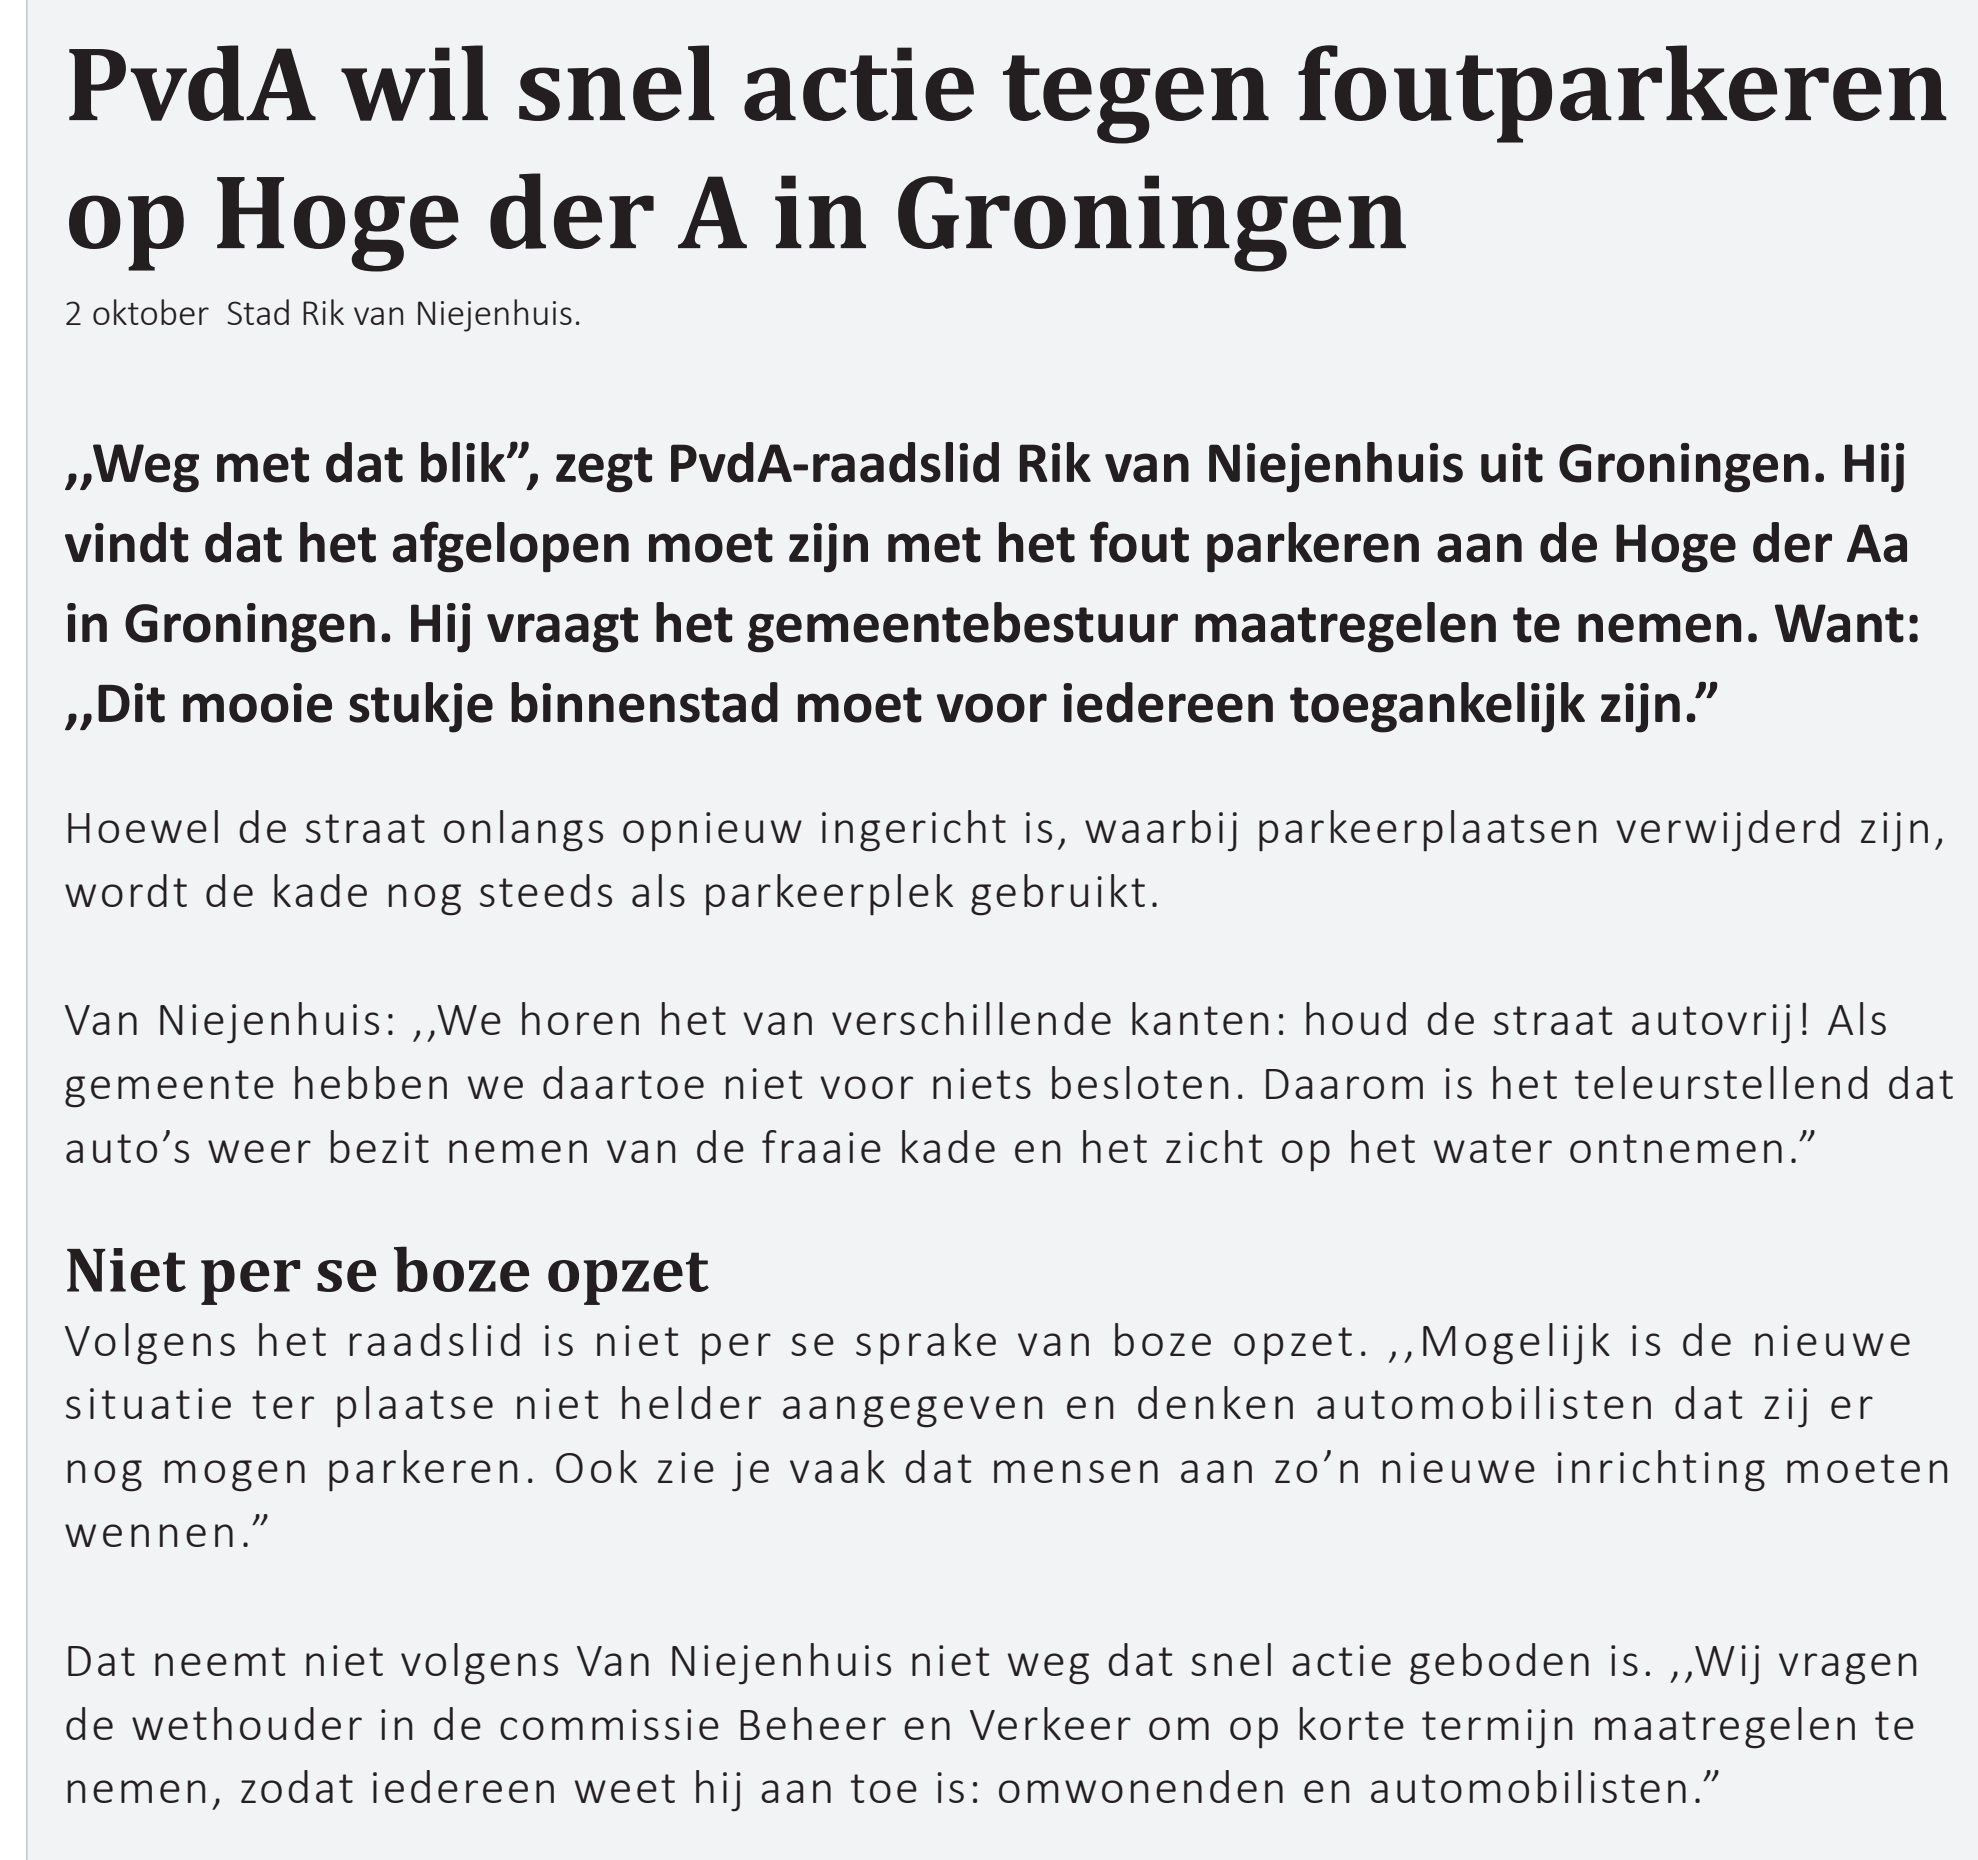 PvdA wil snel actie tegen foutparkeren
op Hoge der A in Groningen
2 oktober  Stad Rik van Niejenhuis.
,,Weg met dat blik”, zegt PvdA-raadslid Rik van Niejenhuis uit Groningen. Hij
vindt dat het afgelopen moet zijn met het fout parkeren aan de Hoge der Aa
in Groningen. Hij vraagt het gemeentebestuur maatregelen te nemen. Want:
,,Dit mooie stukje binnenstad moet voor iedereen toegankelijk zijn.”
Hoewel de straat onlangs opnieuw ingericht is, waarbij parkeerplaatsen verwijderd zijn,
wordt de kade nog steeds als parkeerplek gebruikt.
Van Niejenhuis: ,,We horen het van verschillende kanten: houd de straat autovrij! Als
gemeente hebben we daartoe niet voor niets besloten. Daarom is het teleurstellend dat
auto’s weer bezit nemen van de fraaie kade en het zicht op het water ontnemen.”
Niet per se boze opzet
Volgens het raadslid is niet per se sprake van boze opzet. ,,Mogelijk is de nieuwe
situatie ter plaatse niet helder aangegeven en denken automobilisten dat zij er
nog mogen parkeren. Ook zie je vaak dat mensen aan zo’n nieuwe inrichting moeten
wennen.”
Dat neemt niet volgens Van Niejenhuis niet weg dat snel actie geboden is. ,,Wij vragen
de wethouder in de commissie Beheer en Verkeer om op korte termijn maatregelen te
nemen, zodat iedereen weet hij aan toe is: omwonenden en automobilisten.”